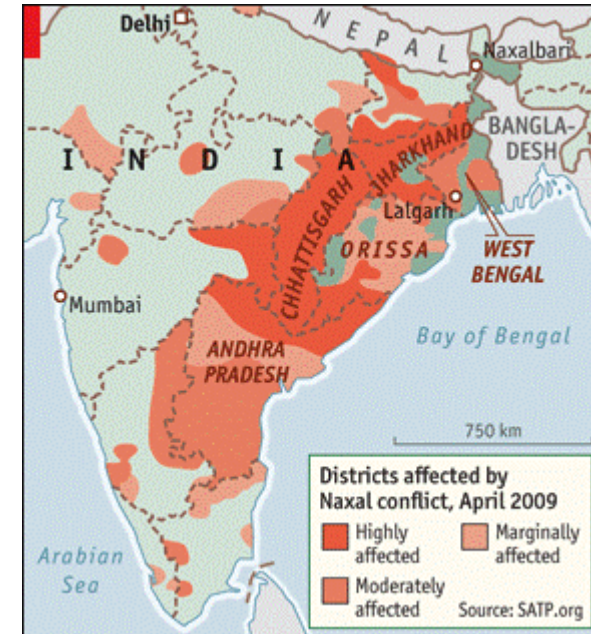 Delhi
NEPAL
Naxalbari
BANGLA-
DESH
INDIA
JHARKHAND
Lalgarh
CHHATTISGARH
ORISSA
WEST
BENGAL
Mumbai
ANDHRA
PRADESH
Bay of Bengal
750 km
Districts affected by
Naxal conflict, April 2009
Highly
affected
Marginally
affected
Moderately
affected
Source: SATP.org
Arabian
Sea